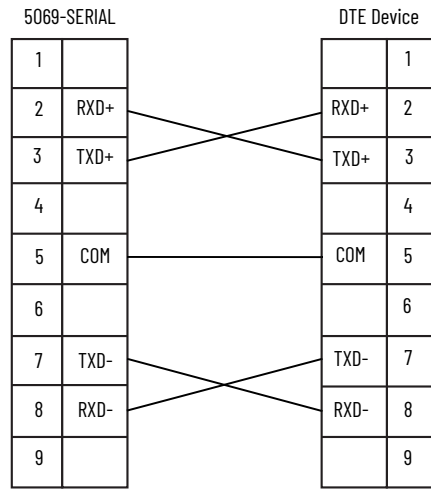 5069-SERIAL DTE Device
1 1
2 RXD+ RXD+ 2
3 TXD+ TXD+ 3
4 4
5 COM COM 5
6 6
7 TXD- TXD- 7
8 RXD- RXD- 8
9 9